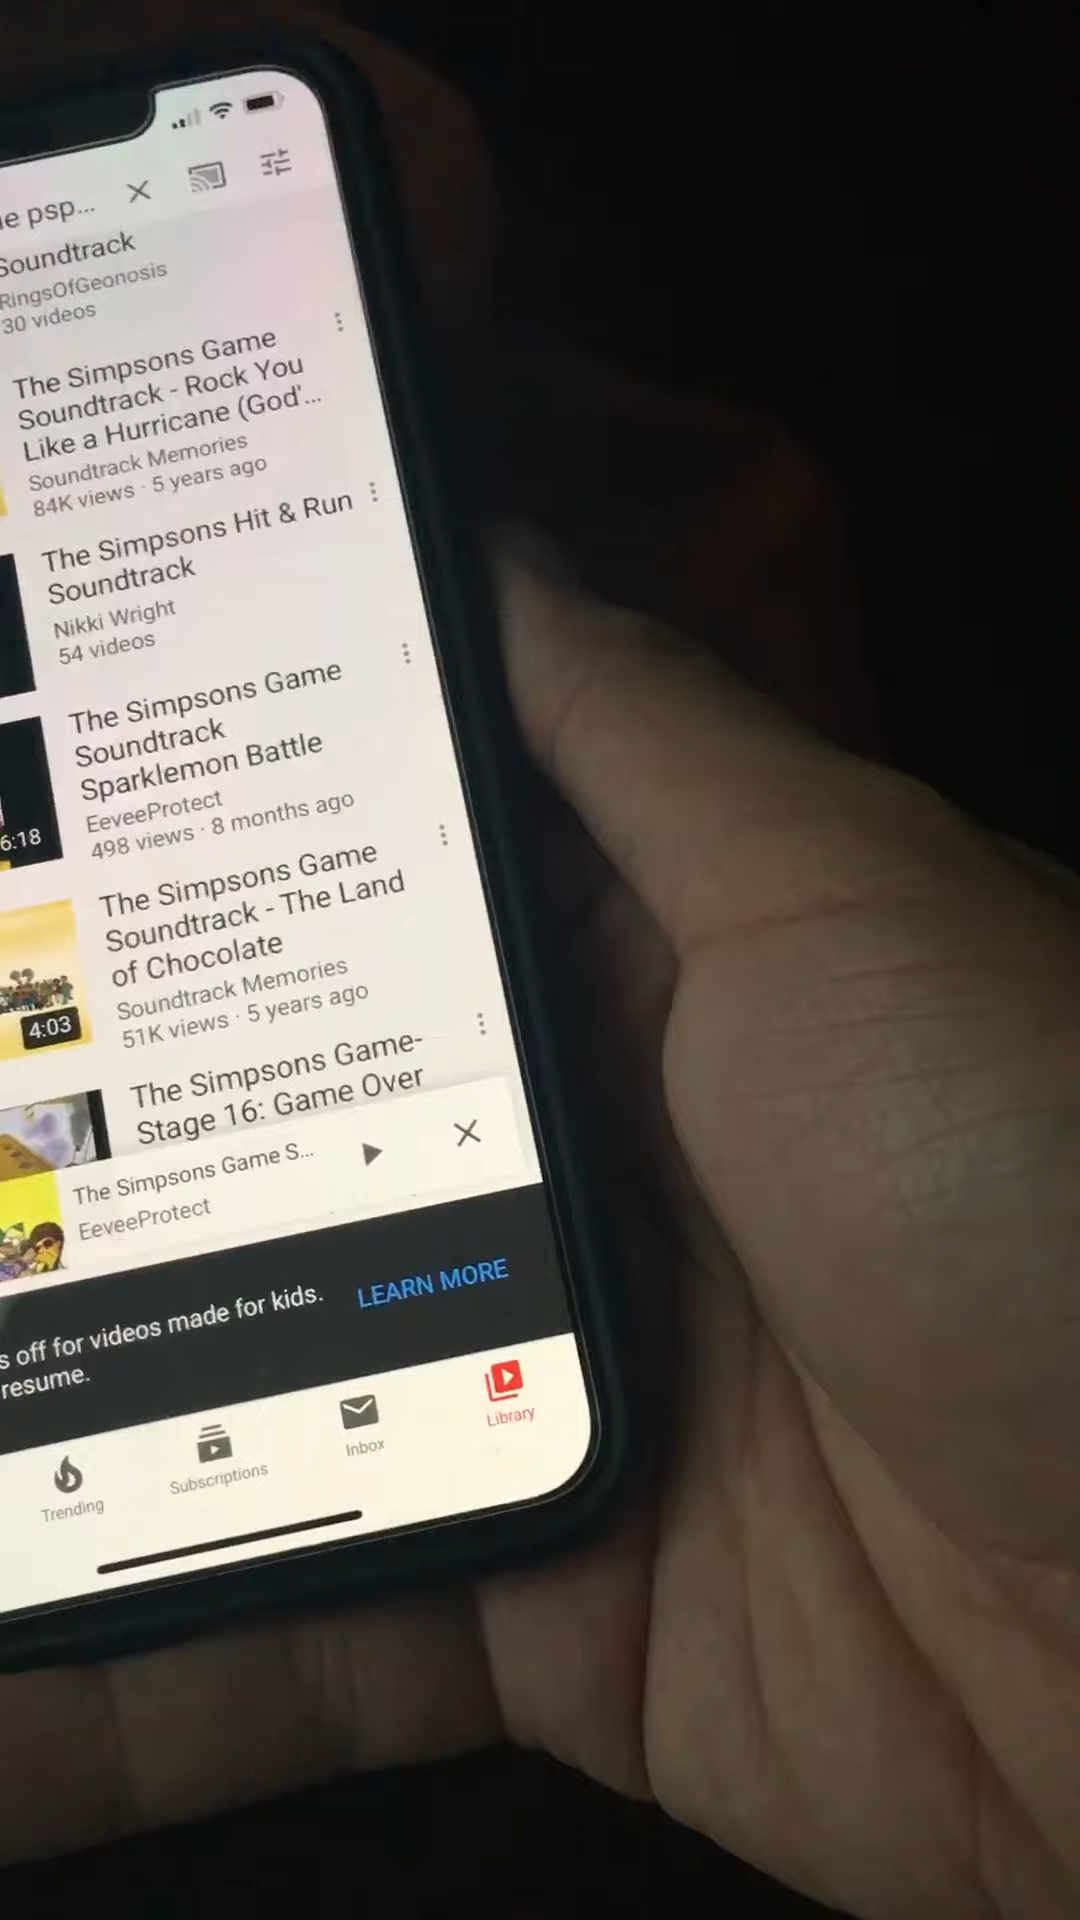 psp...
Soundtrack
RingsOfGeonosis
30 videos
The Simpsons Game
Soundtrack - Rock You
Like a Hurricane (God'...
Soundtrack Memories
84K views · 5 years ago
The Simpsons Hit & Run
Soundtrack
Nikki Wright
54 videos
The Simpsons Game
Soundtrack
Sparklemon Battle
EeveeProtect
498 views · 8 months ago
6:18
The Simpsons Game
Soundtrack - The Land
of Chocolate
Soundtrack Memories
51K views · 5 years ago
4:03
The Simpsons Game-
Stage 16: Game Over
The Simpsons Game S...
EeveeProtect
s off for videos made for kids.
resume.
LEARN MORE
Trending
Subscriptions
Inbox
Library